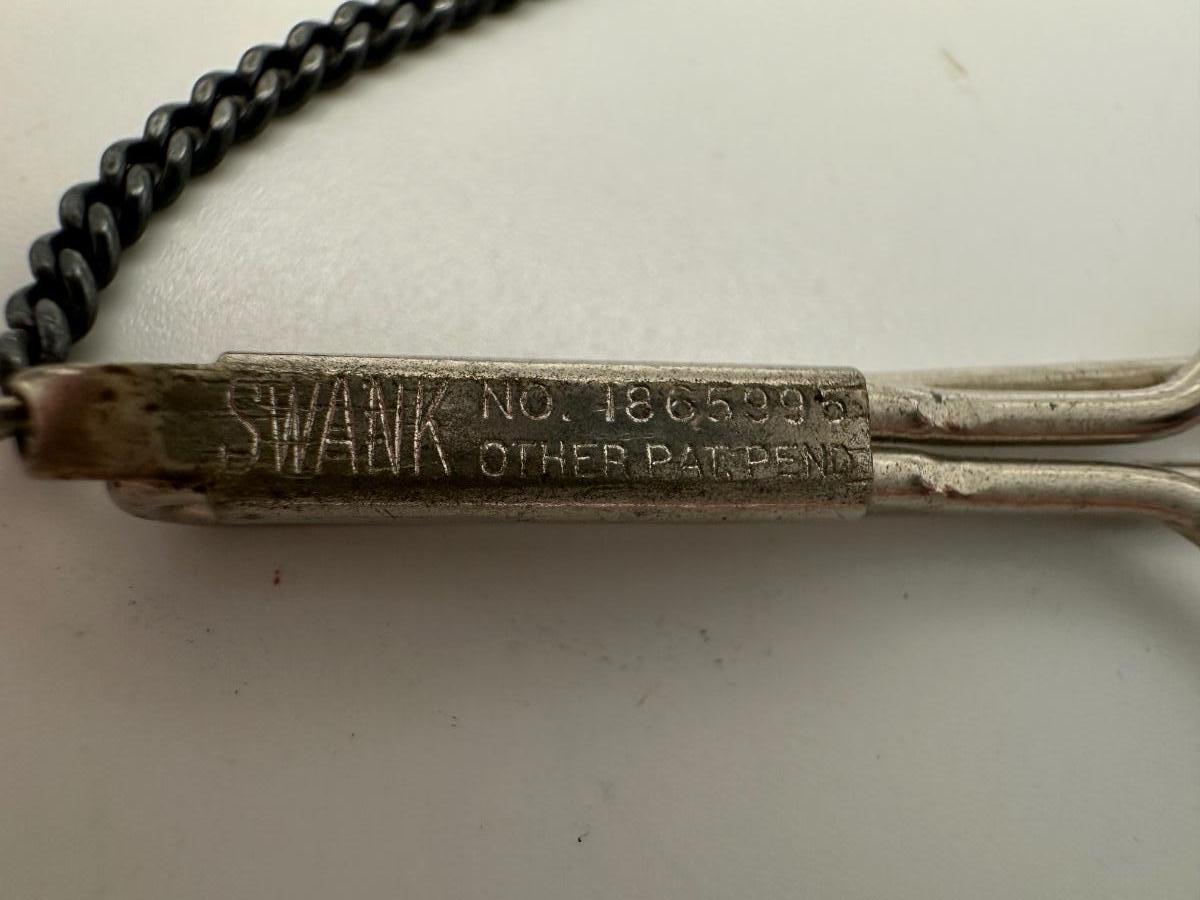 SWANK NO. 1865995
OTHER PAT. PEND.